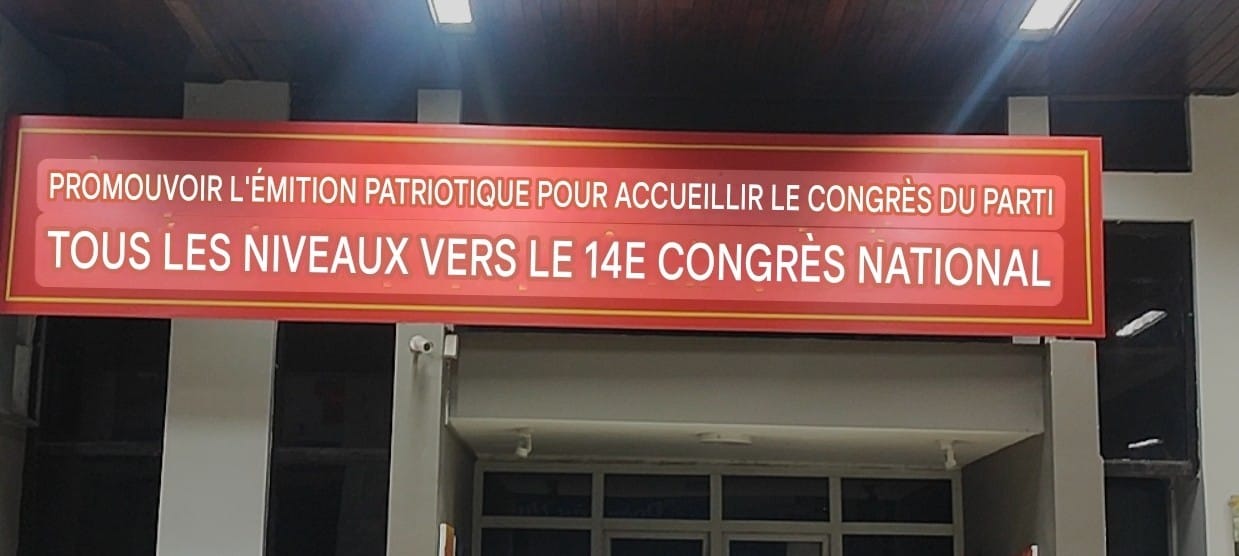 PROMOUVOIR L'ÉMITION PATRIOTIQUE POUR ACCUEILLIR LE CONGRÈS DU PARTI
TOUS LES NIVEAUX VERS LE 14E CONGRÈS NATIONAL